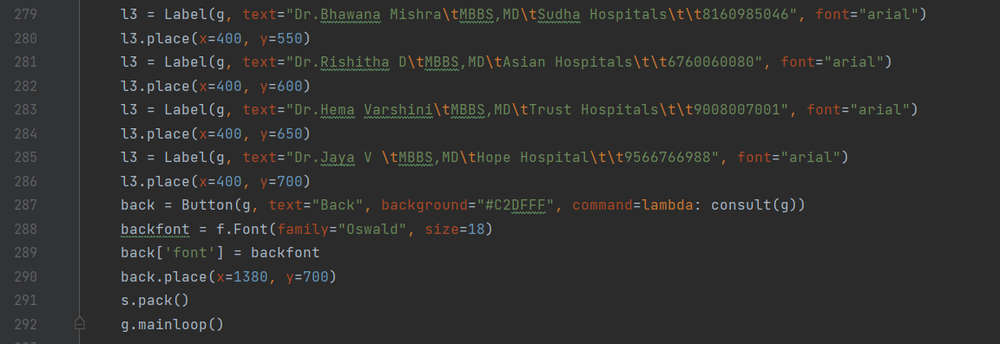 279 l3 = Label(g, text="Dr.Bhawana Mishra\tMBBS,MD\tSudha Hospitals\t\t8160985046", font="arial")
280 l3.place(x=400, y=550)
281 l3 = Label(g, text="Dr.Rishitha D\tMBBS,MD\tAsian Hospitals\t\t6760060080", font="arial")
282 l3.place(x=400, y=600)
283 l3 = Label(g, text="Dr.Hema Varshini\tMBBS,MD\tTrust Hospitals\t\t9008007001", font="arial")
284 l3.place(x=400, y=650)
285 l3 = Label(g, text="Dr.Jaya V \tMBBS,MD\tHope Hospital\t\t9566766988", font="arial")
286 l3.place(x=400, y=700)
287 back = Button(g, text="Back", background="#C2DFFF", command=lambda: consult(g))
288 backfont = f.Font(family="Oswald", size=18)
289 back['font'] = backfont
290 back.place(x=1380, y=700)
291 s.pack()
292 g.mainloop()